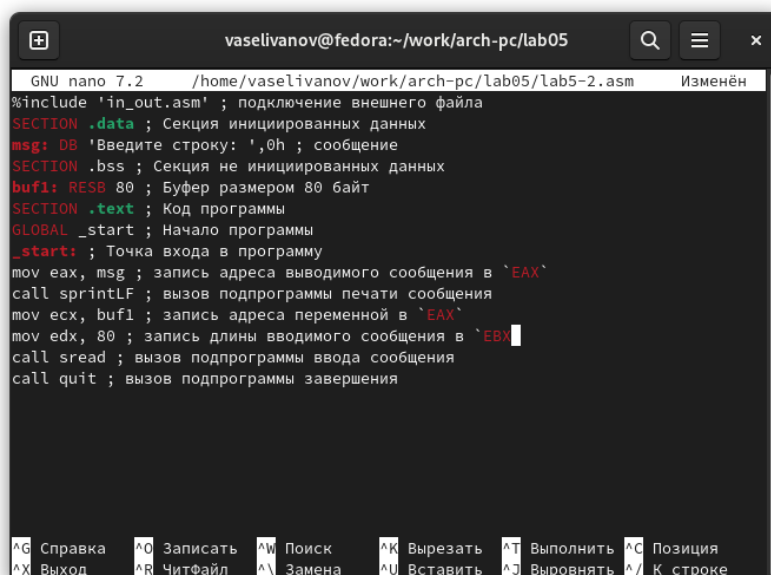 vaselivanov@fedora:~/work/arch-pc/lab05
GNU nano 7.2 /home/vaselivanov/work/arch-pc/lab05/lab5-2.asm Изменён
%include 'in_out.asm' ; подключение внешнего файла
SECTION .data ; Секция инициированных данных
msg: DB 'Введите строку: ',0h ; сообщение
SECTION .bss ; Секция не инициированных данных
buf1: RESB 80 ; Буфер размером 80 байт
SECTION .text ; Код программы
GLOBAL _start ; Начало программы
_start: ; Точка входа в программу
mov eax, msg ; запись адреса выводимого сообщения в `EAX`
call sprintLF ; вызов подпрограммы печати сообщения
mov ecx, buf1 ; запись адреса переменной в `EAX`
mov edx, 80 ; запись длины вводимого сообщения в `EBX
call sread ; вызов подпрограммы ввода сообщения
call quit ; вызов подпрограммы завершения
^G Справка ^O Записать ^W Поиск ^K Вырезать ^T Выполнить ^C Позиция
^X Выход ^R ЧитФайл ^\ Замена ^U Вставить ^J Выровнять ^/ К строке